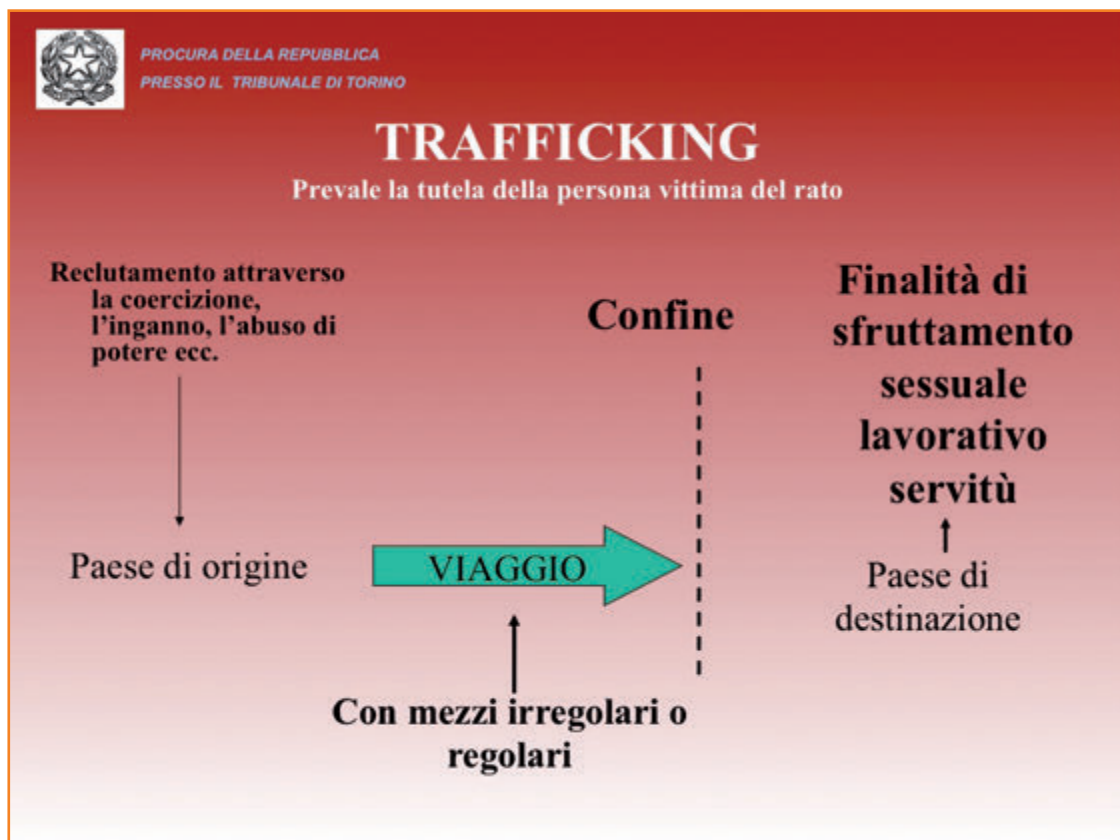 PROCURA DELLA REPUBBLICA
PRESSO IL TRIBUNALE DI TORINO
TRAFFICKING
Prevale la tutela della persona vittima del rato
Reclutamento attraverso
la coercizione,
l'inganno, l'abuso di
potere ecc.
Confine
Finalità di
sfruttamento
sessuale
lavorativo
servitù
Paese di origine
VIAGGIO
Paese di
destinazione
Con mezzi irregolari o
regolari